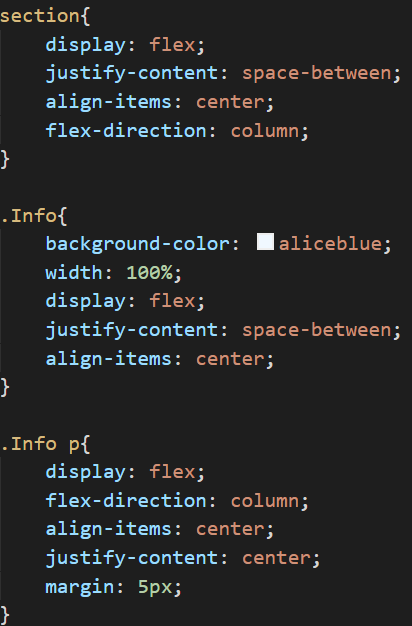 section{
    display: flex;
    justify-content: space-between;
    align-items: center;
    flex-direction: column;
}

.Info{
    background-color: aliceblue;
    width: 100%;
    display: flex;
    justify-content: space-between;
    align-items: center;
}

.Info p{
    display: flex;
    flex-direction: column;
    align-items: center;
    justify-content: center;
    margin: 5px;
}